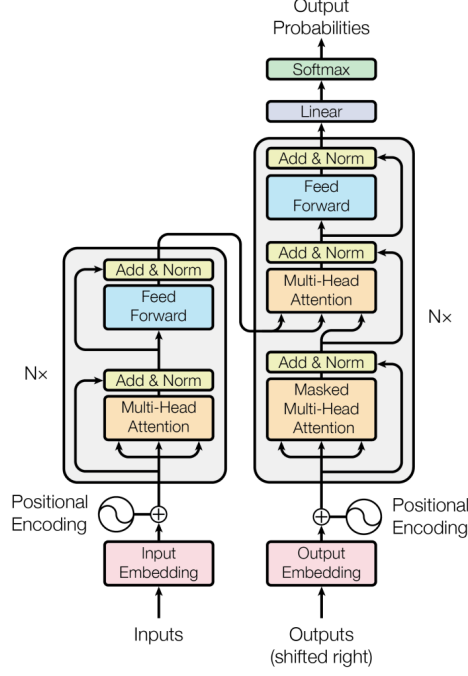 Output
Probabilities
Softmax
Linear
Add & Norm
Feed
Forward
Add & Norm
Multi-Head
Attention
Add & Norm
Masked
Multi-Head
Attention
Nx
Add & Norm
Feed
Forward
Add & Norm
Multi-Head
Attention
Nx
Positional
Encoding
Positional
Encoding
Input
Embedding
Output
Embedding
Inputs
Outputs
(shifted right)